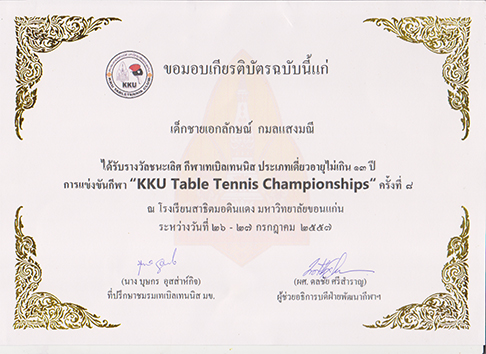 KKU
ขอมอบเกียรติบัตรฉบับนี้แก่
เด็กชายเอกลักษณ์ กมลแสงมณี
ได้รับรางวัลชนะเลิศ กีฬาเทเบิลเทนนิส ประเภทเดี่ยวอายุไม่เกิน ๑๓ ปี
การแข่งขันกีฬา "KKU Table Tennis Championships" ครั้งที่ ๘
ณ โรงเรียนสาธิตมอดินแดง มหาวิทยาลัยขอนแก่น
ระหว่างวันที่ ๒๖ - ๒๗ กรกฎาคม ๒๕๕๗
(นาง บุษกร อุสส่าห์กิจ)
ที่ปรึกษาชมรมเทเบิลเทนนิส มข.
(ผศ. ดลชัย ศรีสำราญ)
ผู้ช่วยอธิการบดีฝ่ายพัฒนากีฬาฯ